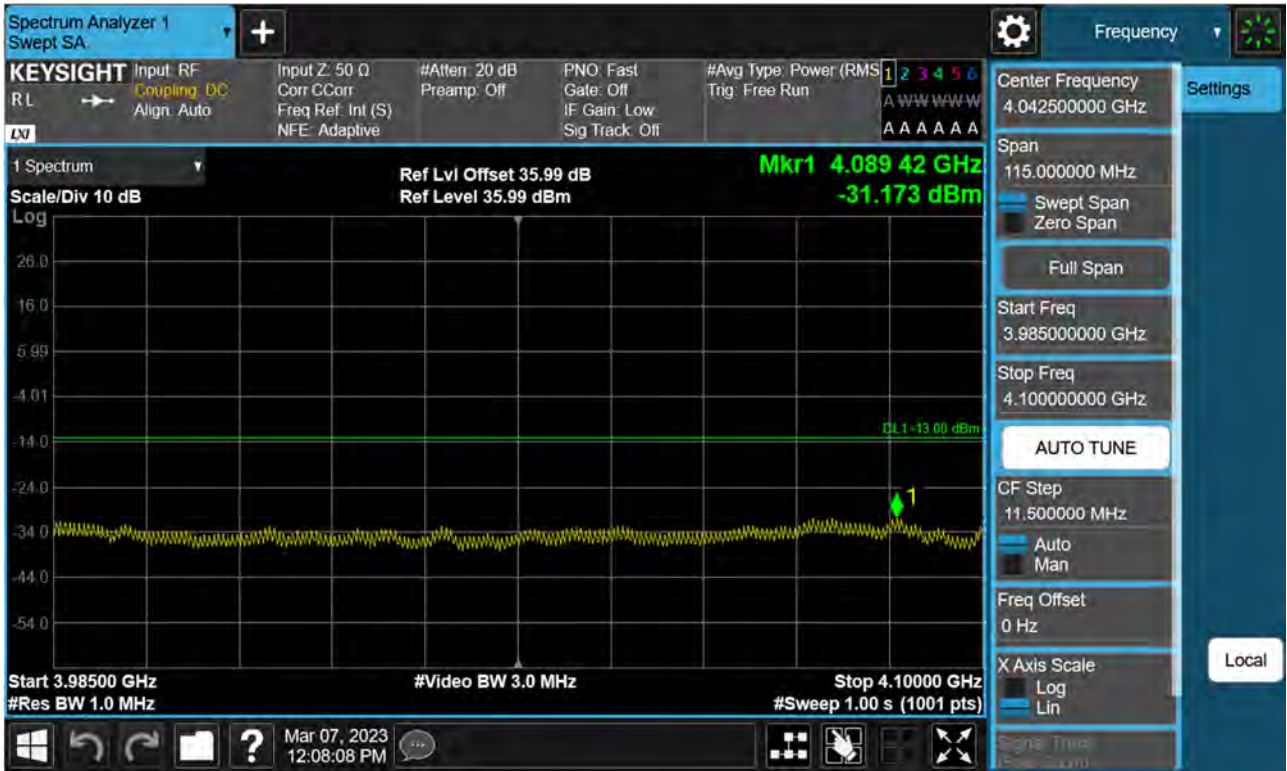 Spectrum Analyzer 1
Swept SA
+
Frequency
KEYSIGHT
RL
LXI
Input: RF
Coupling: DC
Align: Auto
Input Z: 50 Ω
Corr CCorr
Freq Ref: Int (S)
NFE: Adaptive
#Atten: 20 dB
Preamp: Off
PNO: Fast
Gate: Off
IF Gain: Low
Sig Track: Off
#Avg Type: Power (RMS
Trig: Free Run
1 2 3 4 5 6
A W W W W W
A A A A A A
1 Spectrum
Scale/Div 10 dB
Ref Lvl Offset 35.99 dB
Ref Level 35.99 dBm
Mkr1 4.089 42 GHz
-31.173 dBm
Log
26.0
16.0
5.99
-4.01
-14.0
-24.0
-34.0
-44.0
-54.0
DL1 -13.00 dBm
1
Start 3.98500 GHz
#Res BW 1.0 MHz
#Video BW 3.0 MHz
Stop 4.10000 GHz
#Sweep 1.00 s (1001 pts)
Center Frequency
4.042500000 GHz
Settings
Span
115.000000 MHz
Swept Span
Zero Span
Full Span
Start Freq
3.985000000 GHz
Stop Freq
4.100000000 GHz
AUTO TUNE
CF Step
11.500000 MHz
Auto
Man
Freq Offset
0 Hz
X Axis Scale
Log
Lin
Local
?
Mar 07, 2023
12:08:08 PM